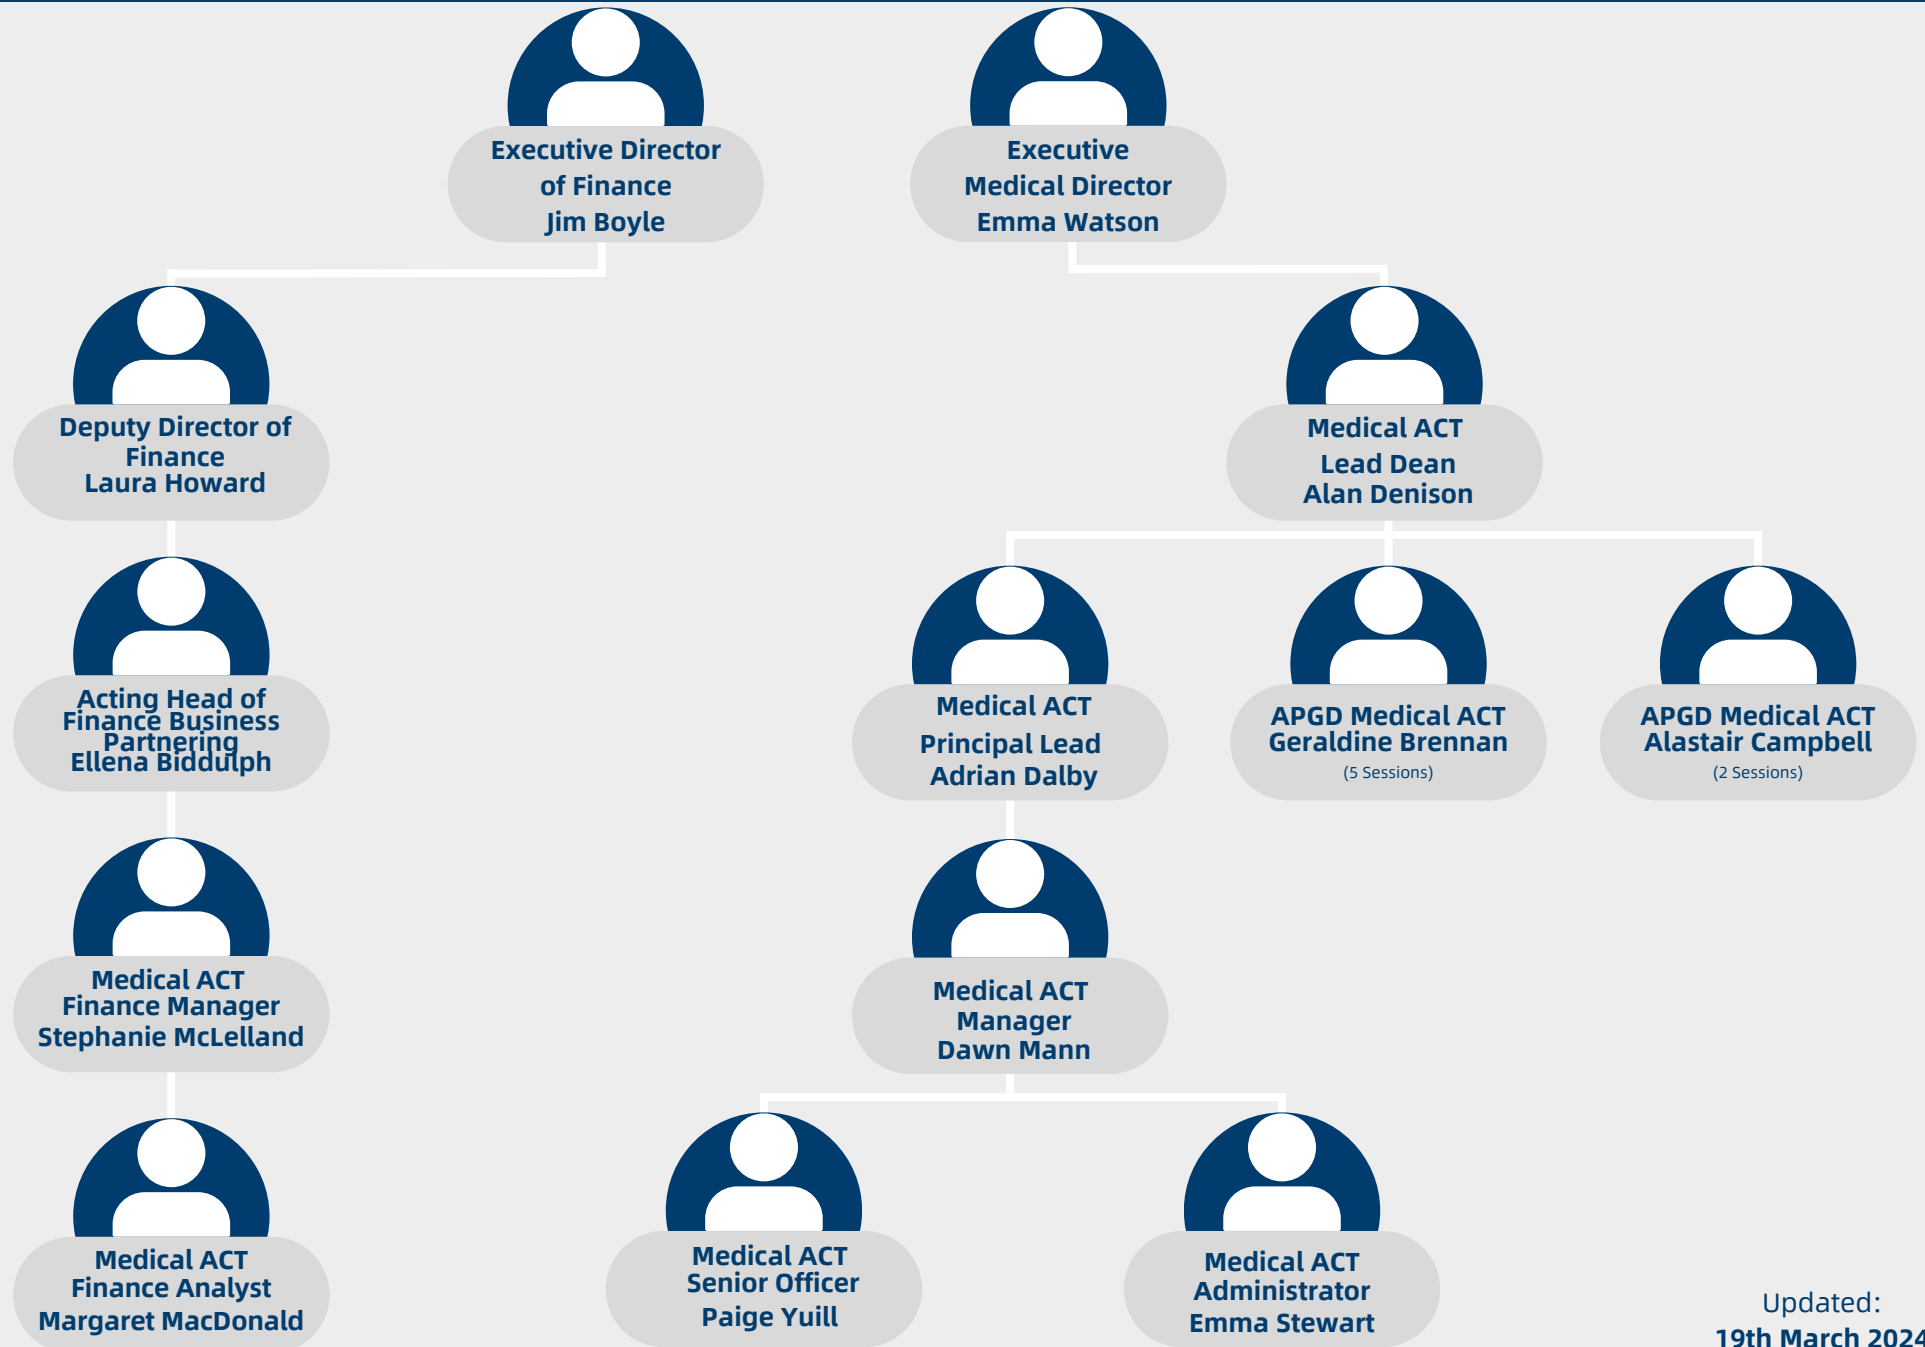 Executive Director
of Finance
Jim Boyle
Executive
Medical Director
Emma Watson
Deputy Director of
Finance
Laura Howard
Medical ACT
Lead Dean
Alan Denison
Acting Head of
Finance Business
Partnering
Ellena Biddulph
Medical ACT
Principal Lead
Adrian Dalby
APGD Medical ACT
Geraldine Brennan
(5 Sessions)
APGD Medical ACT
Alastair Campbell
(2 Sessions)
Medical ACT
Finance Manager
Stephanie McLelland
Medical ACT
Manager
Dawn Mann
Medical ACT
Finance Analyst
Margaret MacDonald
Medical ACT
Senior Officer
Paige Yuill
Medical ACT
Administrator
Emma Stewart
Updated:
19th March 2024